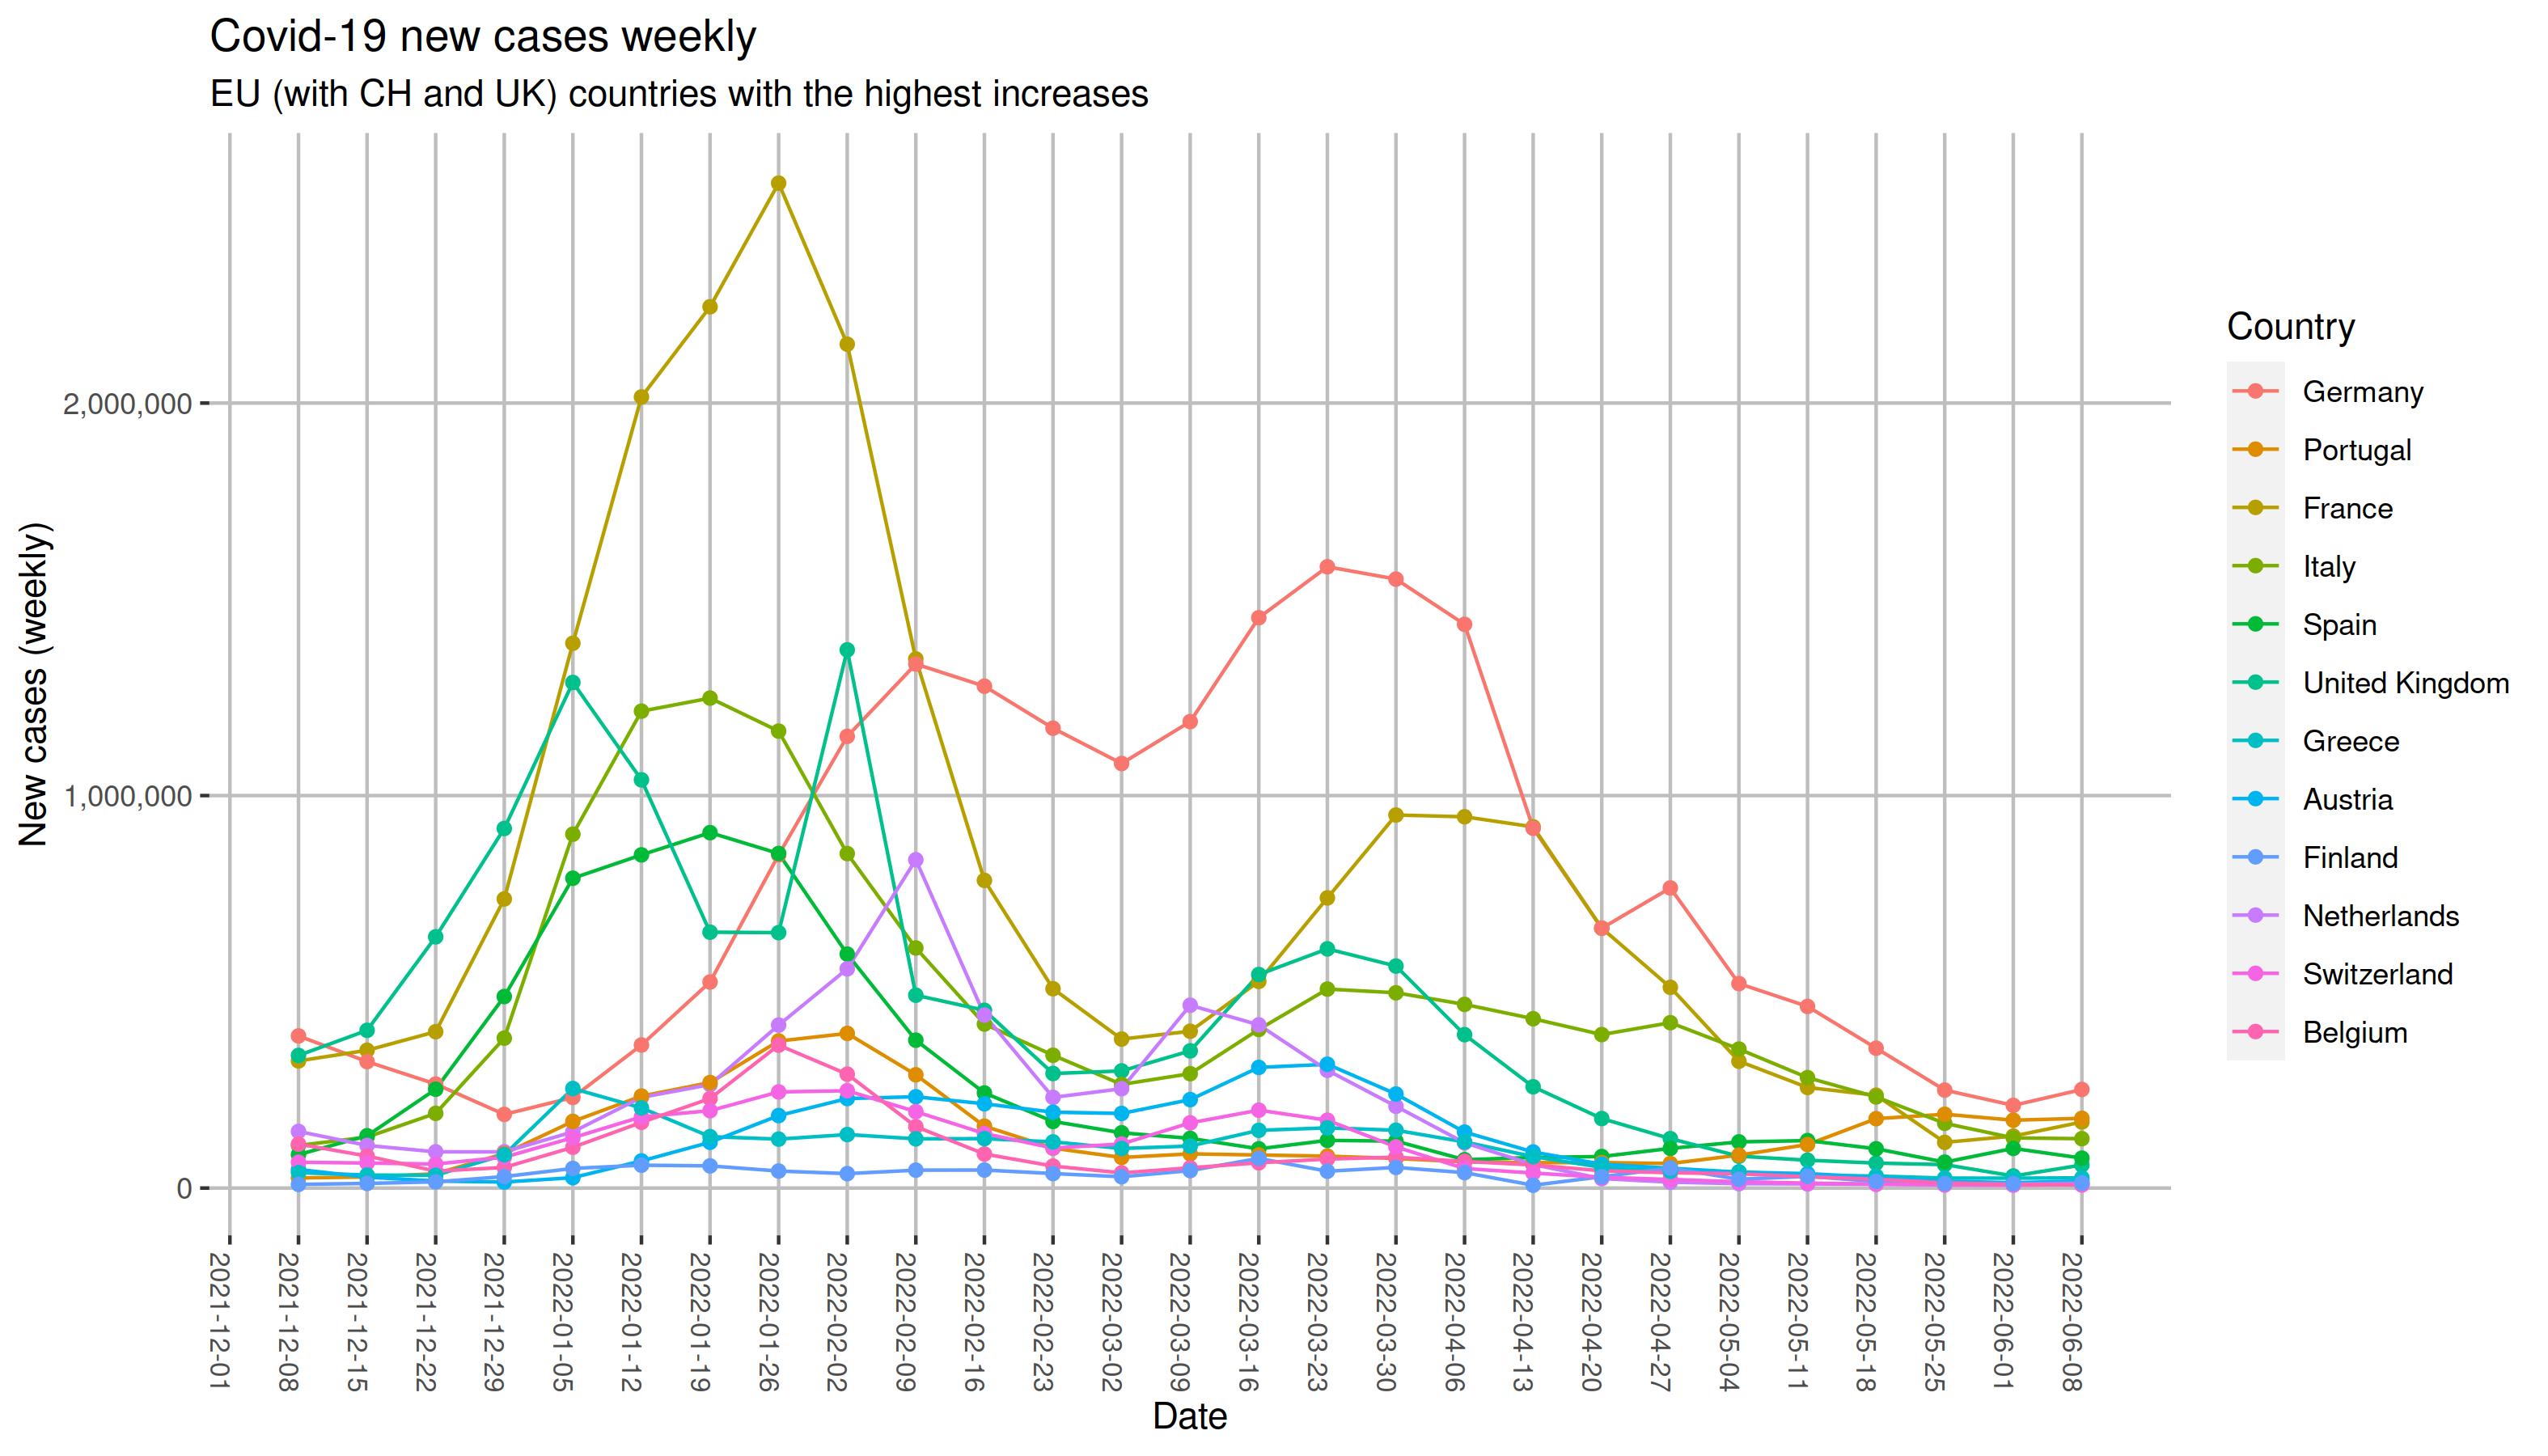 Covid-19 new cases weekly
EU (with CH and UK) countries with the highest increases
New cases (weekly)
2,000,000
1,000,000
0
2021-12-01
2021-12-08
2021-12-15
2021-12-22
2021-12-29
2022-01-05
2022-01-12
2022-01-19
2022-01-26
2022-02-02
2022-02-09
2022-02-16
2022-02-23
2022-03-02
2022-03-09
2022-03-16
2022-03-23
2022-03-30
2022-04-06
2022-04-13
2022-04-20
2022-04-27
2022-05-04
2022-05-11
2022-05-18
2022-05-25
2022-06-01
2022-06-08
Date
Country
Germany
Portugal
France
Italy
Spain
United Kingdom
Greece
Austria
Finland
Netherlands
Switzerland
Belgium